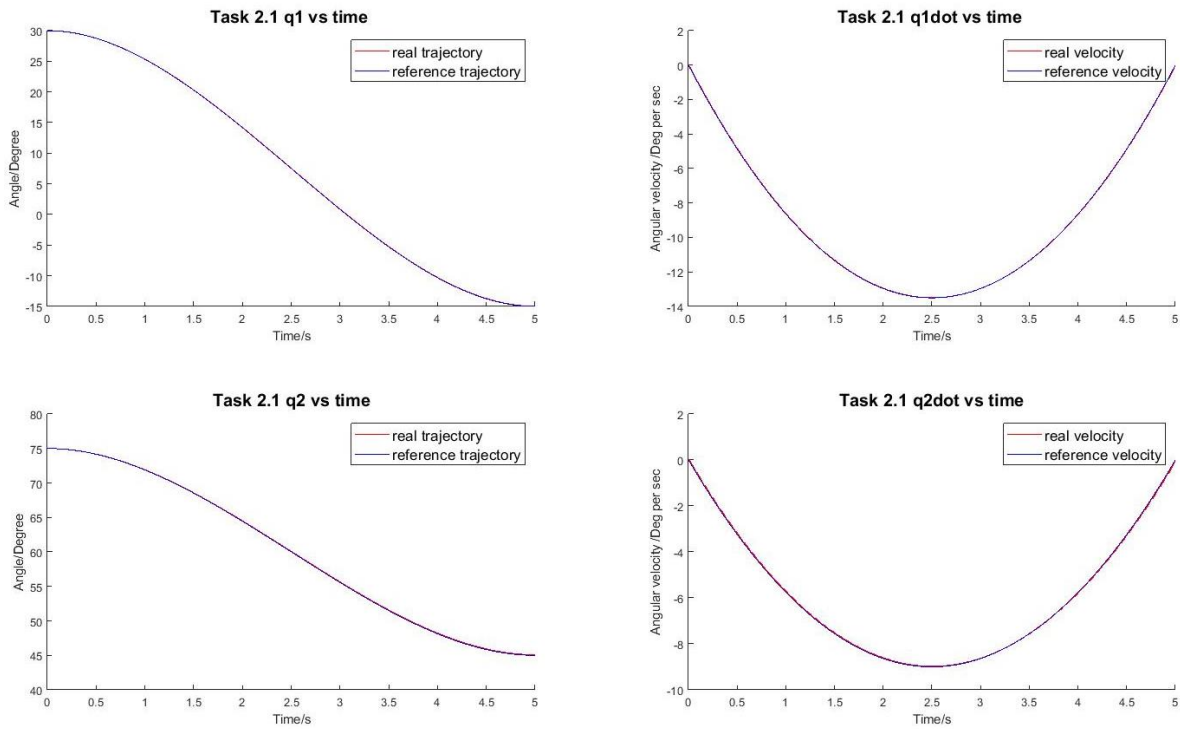 Task 2.1 q1 vs time
30
25
20
15
10
5
0
-5
-10
-15
Angle/Degree
real trajectory
reference trajectory
0 0.5 1 1.5 2 2.5 3 3.5 4 4.5 5
Time/s
Task 2.1 q1dot vs time
2
0
-2
-4
-6
-8
-10
-12
-14
Angular velocity /Deg per sec
real velocity
reference velocity
0 0.5 1 1.5 2 2.5 3 3.5 4 4.5 5
Time/s
Task 2.1 q2 vs time
80
75
70
65
60
55
50
45
40
Angle/Degree
real trajectory
reference trajectory
0 0.5 1 1.5 2 2.5 3 3.5 4 4.5 5
Time/s
Task 2.1 q2dot vs time
2
0
-2
-4
-6
-8
-10
Angular velocity /Deg per sec
real velocity
reference velocity
0 0.5 1 1.5 2 2.5 3 3.5 4 4.5 5
Time/s